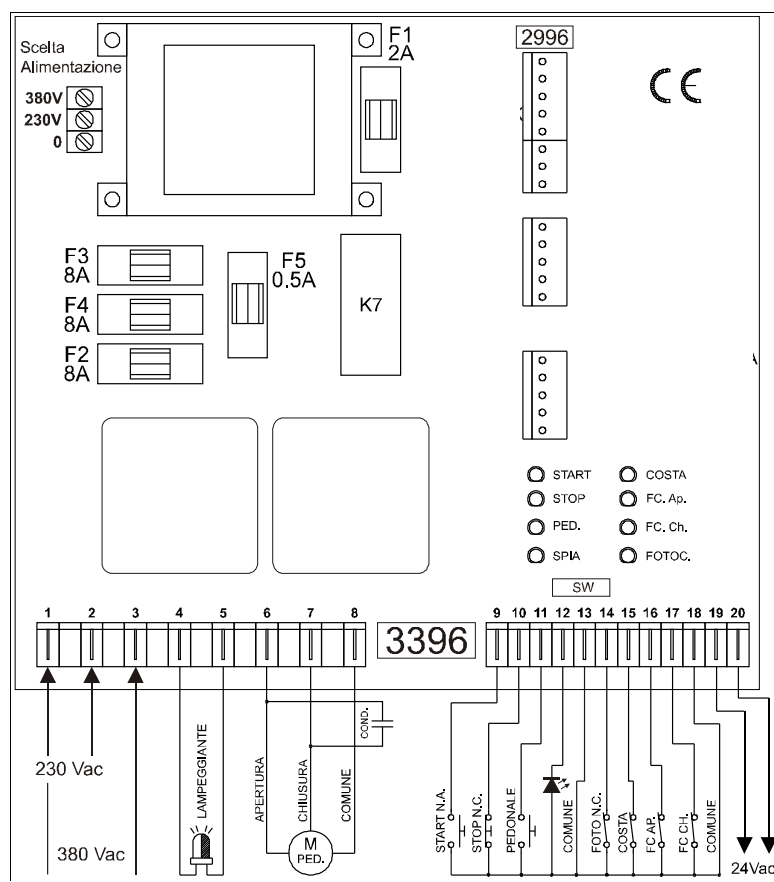 Scelta
Alimentazione
380V
230V
0
F1
2A
2996
CE
F3
8A
F4
8A
F2
8A
F5
0.5A
K7
START
COSTA
STOP
FC. Ap.
PED.
FC. Ch.
SPIA
FOTOC.
SW
1 2 3 4 5 6 7 8
3396
9 10 11 12 13 14 15 16 17 18 19 20
230 Vac
380 Vac
LAMPEGGIANTE
APERTURA
CHIUSURA
COMUNE
COND.
M
PED.
START N.A.
STOP N.C.
PEDONALE
COMUNE
FOTO N.C.
COSTA
FC AP.
FC CH.
COMUNE
24Vac